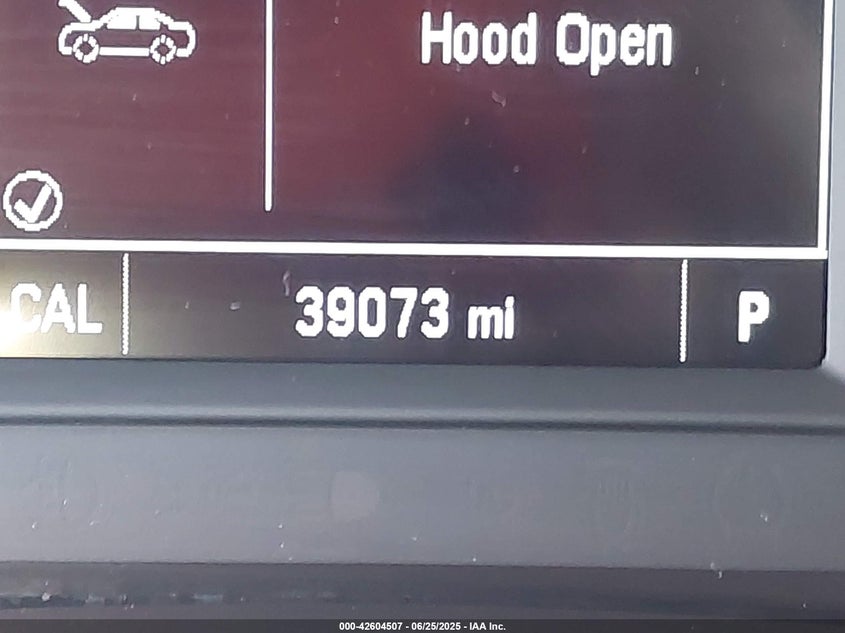 Hood Open
CAL
39073 mi
P
000-42604507 - 06/25/2025 - IAA Inc.